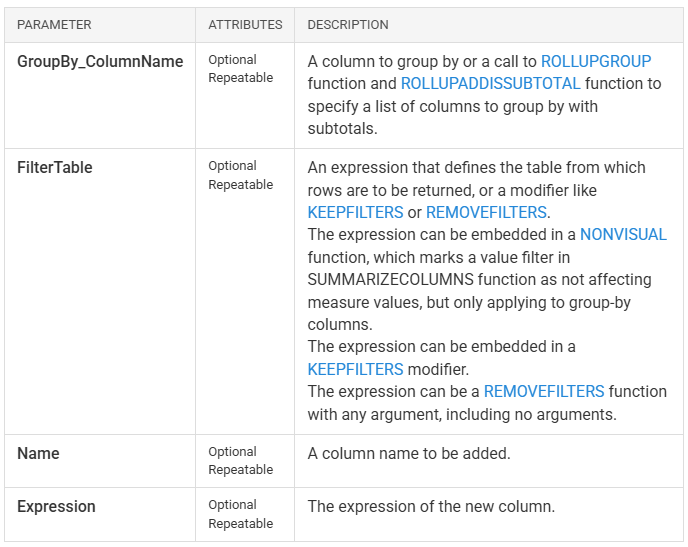 PARAMETER ATTRIBUTES DESCRIPTION
GroupBy_ColumnName Optional A column to group by or a call to ROLLUPGROUP
Repeatable function and ROLLUPADDISSUBTOTAL function to
specify a list of columns to group by with
subtotals.
FilterTable Optional An expression that defines the table from which
Repeatable rows are to be returned, or a modifier like
KEEPFILTERS or REMOVEFILTERS.
The expression can be embedded in a NONVISUAL
function, which marks a value filter in
SUMMARIZECOLUMNS function as not affecting
measure values, but only applying to group-by
columns.
The expression can be embedded in a
KEEPFILTERS modifier.
The expression can be a REMOVEFILTERS function
with any argument, including no arguments.
Name Optional A column name to be added.
Repeatable
Expression Optional The expression of the new column.
Repeatable